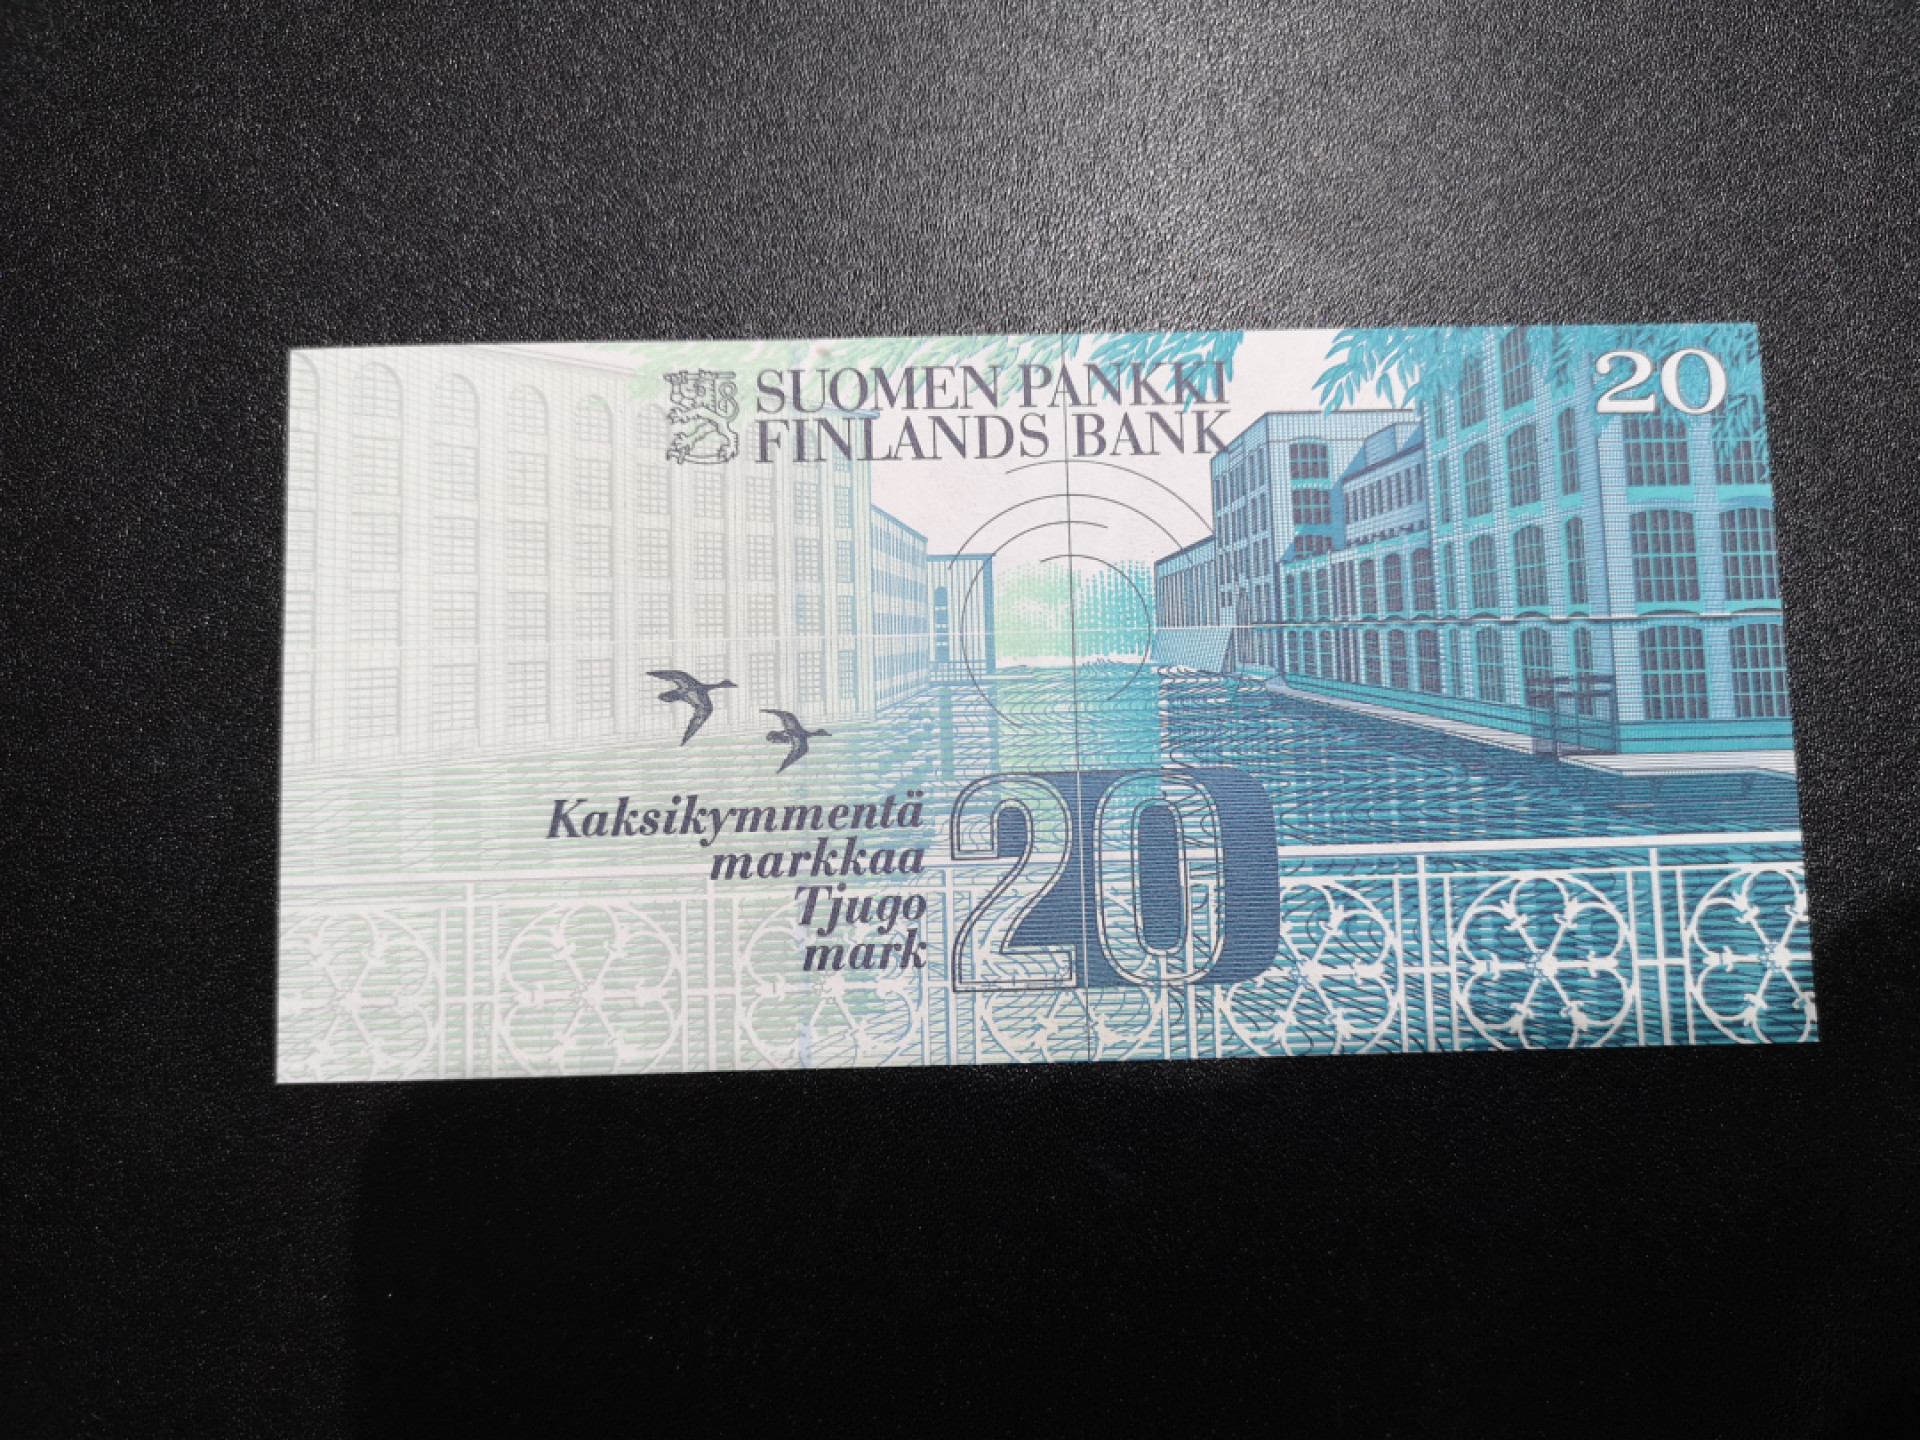 SUOMEN PANKKI
FINLANDS BANK
20
Kaksikymmentä
markkaa
Tjugo
mark
20